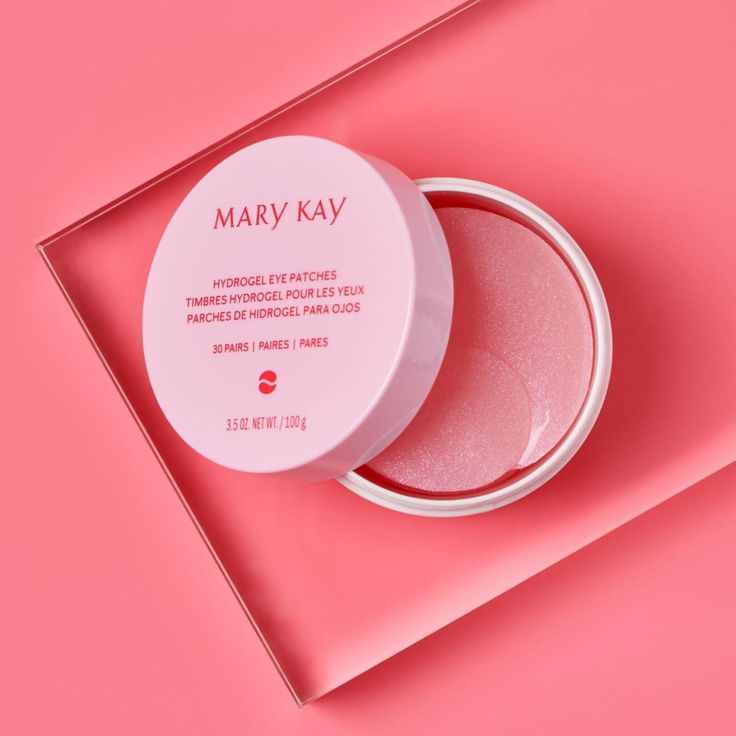 MARY KAY
HYDROGEL EYE PATCHES
TIMBRES HYDROGEL POUR LES YEUX
PARCHES DE HIDROGEL PARA OJOS
30 PAIRS | PAIRES | PARES
3.5 OZ. NET WT. / 100 g